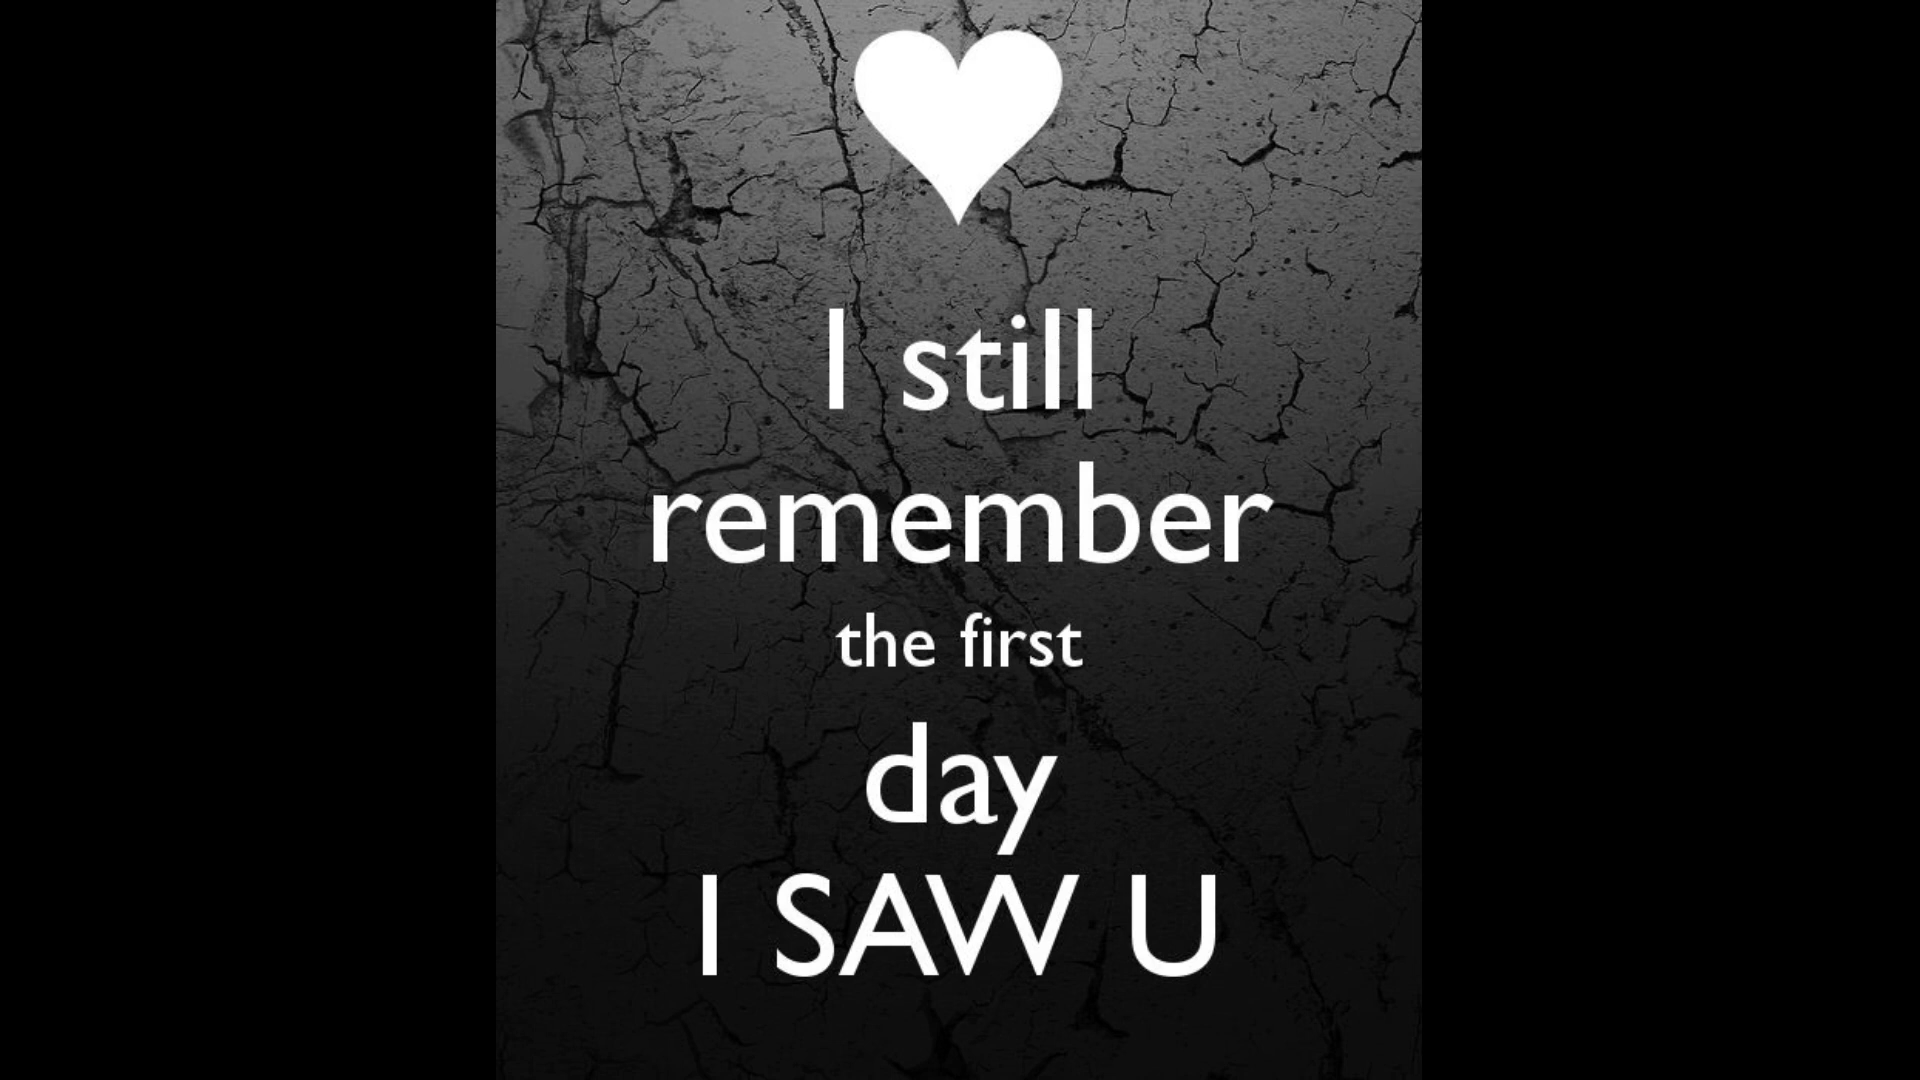 I still
remember
the first
day
I SAW U